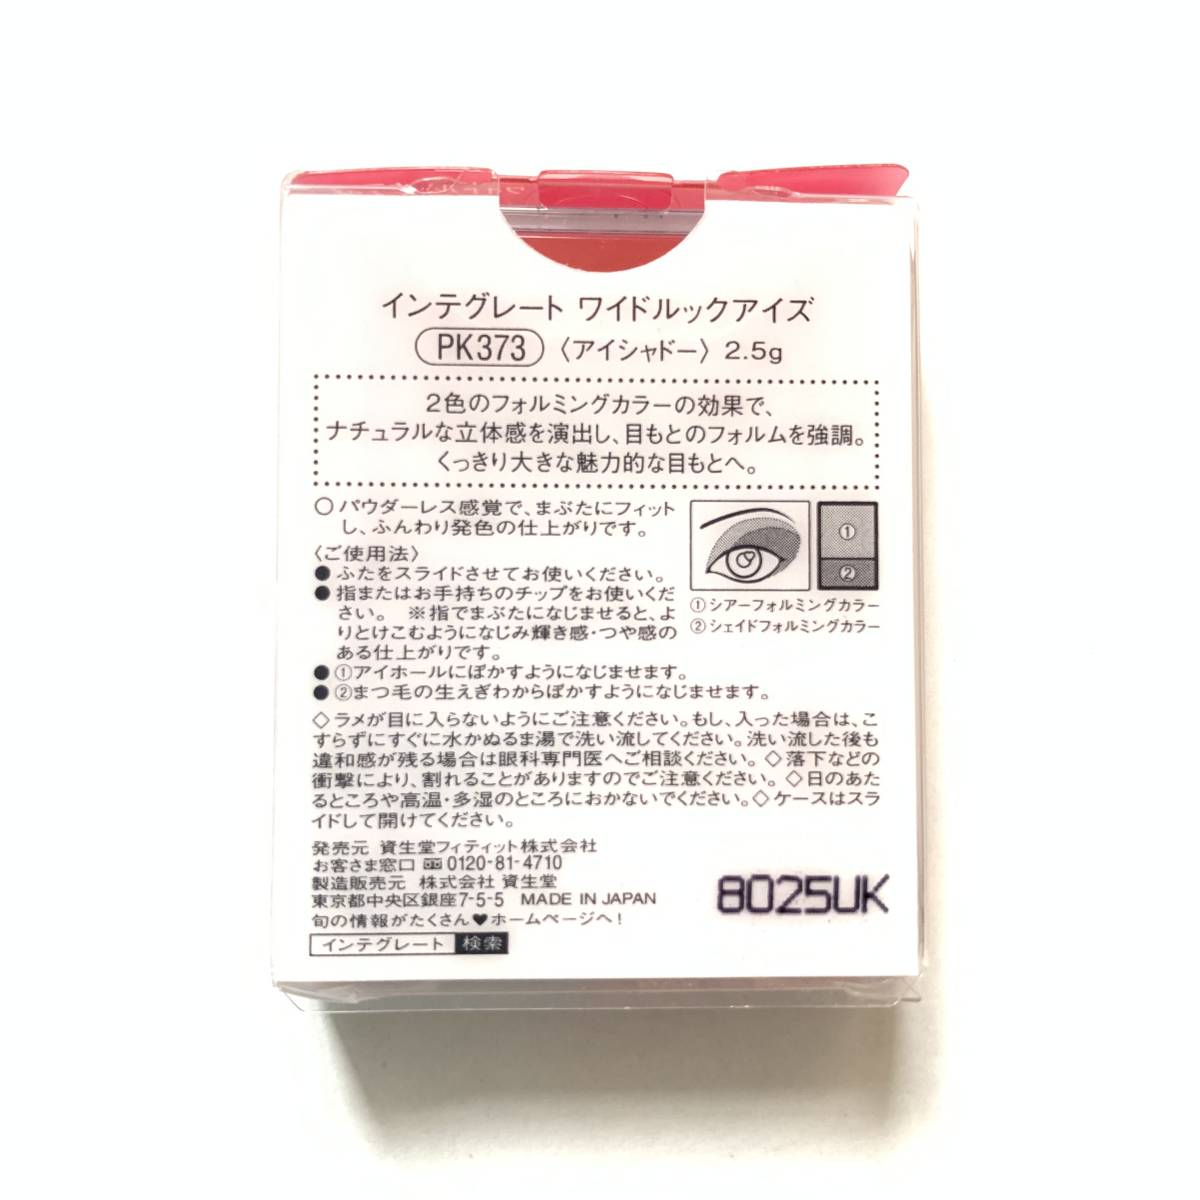 インテグレート ワイドルックアイズ
PK373 〈アイシャドー〉 2.5g
2色のフォルミングカラーの効果で、
ナチュラルな立体感を演出し、目もとのフォルムを強調。
くっきり大きな魅力的な目もとへ。
○ パウダーレス感覚で、まぶたにフィット
し、ふんわり発色の仕上がりです。
〈ご使用法〉
● ふたをスライドさせてお使いください。
● 指またはお手持ちのチップをお使いくだ
さい。 ※指でまぶたになじませると、よ
りとけこむようになじみ輝き感・つや感の
ある仕上がりです。
● ①アイホールにぼかすようになじませます。
● ②まつ毛の生えぎわからぼかすようになじませます。
①
②
① シアーフォルミングカラー
② シェイドフォルミングカラー
◇ラメが目に入らないようにご注意ください。もし、入った場合は、こ
すらずにすぐに水かぬるま湯で洗い流してください。洗い流した後も
違和感が残る場合は眼科専門医へご相談ください。◇落下などの
衝撃により、割れることがありますのでご注意ください。◇日のあた
るところや高温・多湿のところにおかないでください。◇ケースはスラ
イドして開けてください。
発売元 資生堂フィティット株式会社
お客さま窓口 0120-81-4710
製造販売元 株式会社 資生堂
東京都中央区銀座7-5-5 MADE IN JAPAN
旬の情報がたくさん♥ホームページへ!
インテグレート 検索
8025UK